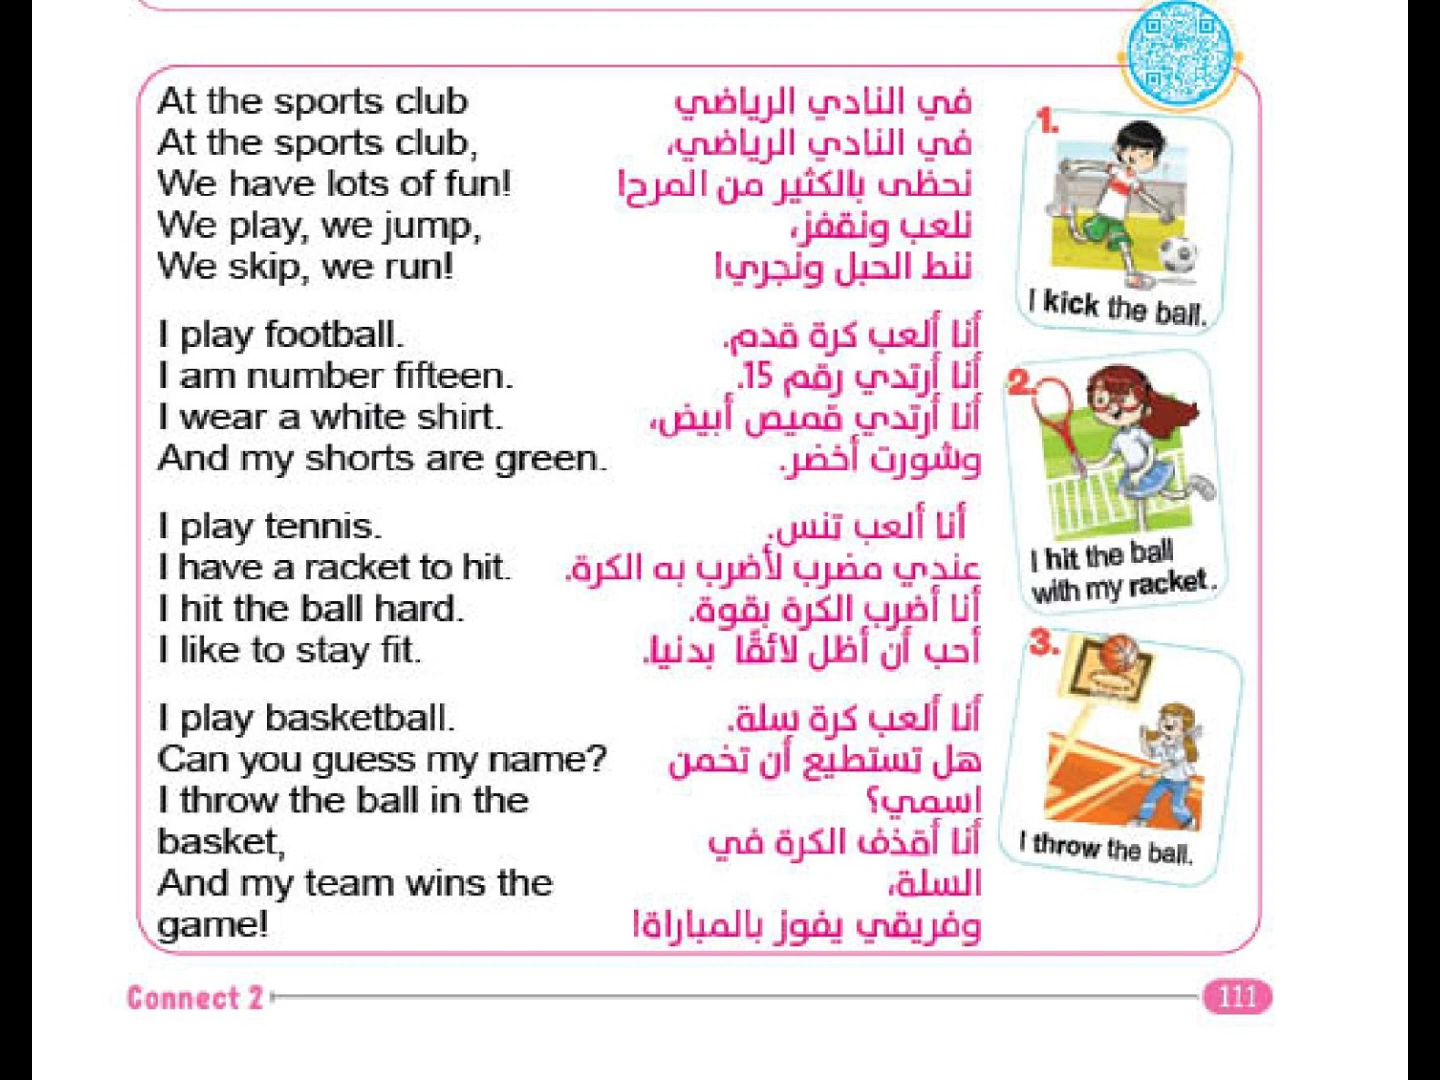 At the sports club
في النادي الرياضي
At the sports club,
في النادي الرياضي،
We have lots of fun!
نحظى بالكثير من المرح!
We play, we jump,
نلعب ونقفز،
We skip, we run!
ننط الحبل ونجري!
I play football.
أنا ألعب كرة قدم.
I am number fifteen.
أنا أرتدي رقم 15.
I wear a white shirt.
أنا أرتدي قميص أبيض،
And my shorts are green.
وشورت أخضر.
I play tennis.
أنا ألعب تنس.
I have a racket to hit.
عندي مضرب لأضرب به الكرة.
I hit the ball hard.
أنا أضرب الكرة بقوة.
I like to stay fit.
أحب أن أظل لائقًا بدنيا.
I play basketball.
أنا ألعب كرة سلة.
Can you guess my name?
هل تستطيع أن تخمن
I throw the ball in the
اسمي؟
basket,
أنا أقذف الكرة في
And my team wins the
السلة،
game!
وفريقي يفوز بالمباراة!
1.
I kick the ball.
2.
I hit the ball
with my racket.
3.
I throw the ball.
Connect 2
111